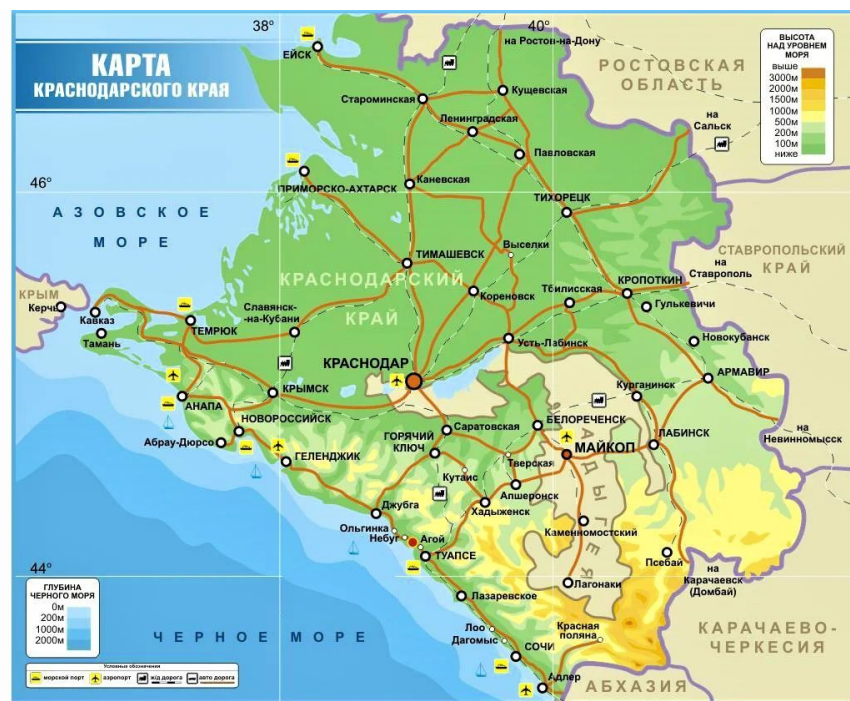 38°
40°
КАРТА
КРАСНОДАРСКОГО КРАЯ
ЕЙСК
на Ростов-на-Дону
РОСТОВСКАЯ
ОБЛАСТЬ
ВЫСОТА
НАД УРОВНЕМ
МОРЯ
выше
3000м
2000м
1500м
1000м
500м
200м
100м
ниже
Староминская
Кущевская
Ленинградская
на
Сальск
Павловская
46°
ПРИМОРСКО-АХТАРСК
Каневская
ТИХОРЕЦК
АЗОВСКОЕ
МОРЕ
ТИМАШЕВСК
Выселки
СТАВРОПОЛЬСКИЙ
КРАЙ
на
Ставрополь
КРАСНОДАРСКИЙ
КРАЙ
КРЫМ
Керчь
Кавказ
Тамань
ТЕМРЮК
Славянск-
на-Кубани
Кореновск
Тбилисская
КРОПОТКИН
Гулькевичи
Усть-Лабинск
Новокубанск
КРАСНОДАР
АНАПА
КРЫМСК
Курганинск
АРМАВИР
НОВОРОССИЙСК
Абрау-Дюрсо
Саратовская
ГОРЯЧИЙ
КЛЮЧ
БЕЛОРЕЧЕНСК
МАЙКОП
ЛАБИНСК
на
Невинномысск
ГЕЛЕНДЖИК
Тверская
Кутаис
Апшеронск
Хадыженск
АДЫГЕЯ
Джубга
Ольгинка
Небуг
Агой
ТУАПСЕ
Каменномостский
Псебай
на
Карачаевск
(Домбай)
44°
Лагонаки
Лазаревское
ГЛУБИНА
ЧЕРНОГО МОРЯ
0м
200м
1000м
2000м
ЧЕРНОЕ МОРЕ
Лоо
Дагомыс
СОЧИ
Красная
поляна
КАРАЧАЕВО-
ЧЕРКЕСИЯ
Адлер
АБХАЗИЯ
Условные обозначения
морской порт
аэропорт
ж/д дорога
авто дорога